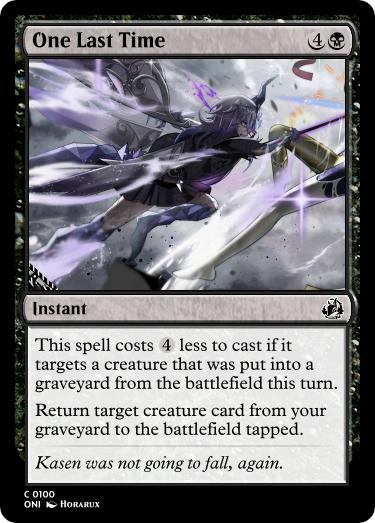 One Last Time 4
Instant
This spell costs 4 less to cast if it
targets a creature that was put into a
graveyard from the battlefield this turn.
Return target creature card from your
graveyard to the battlefield tapped.
Kasen was not going to fall, again.
C 0100
ONI HORARUX